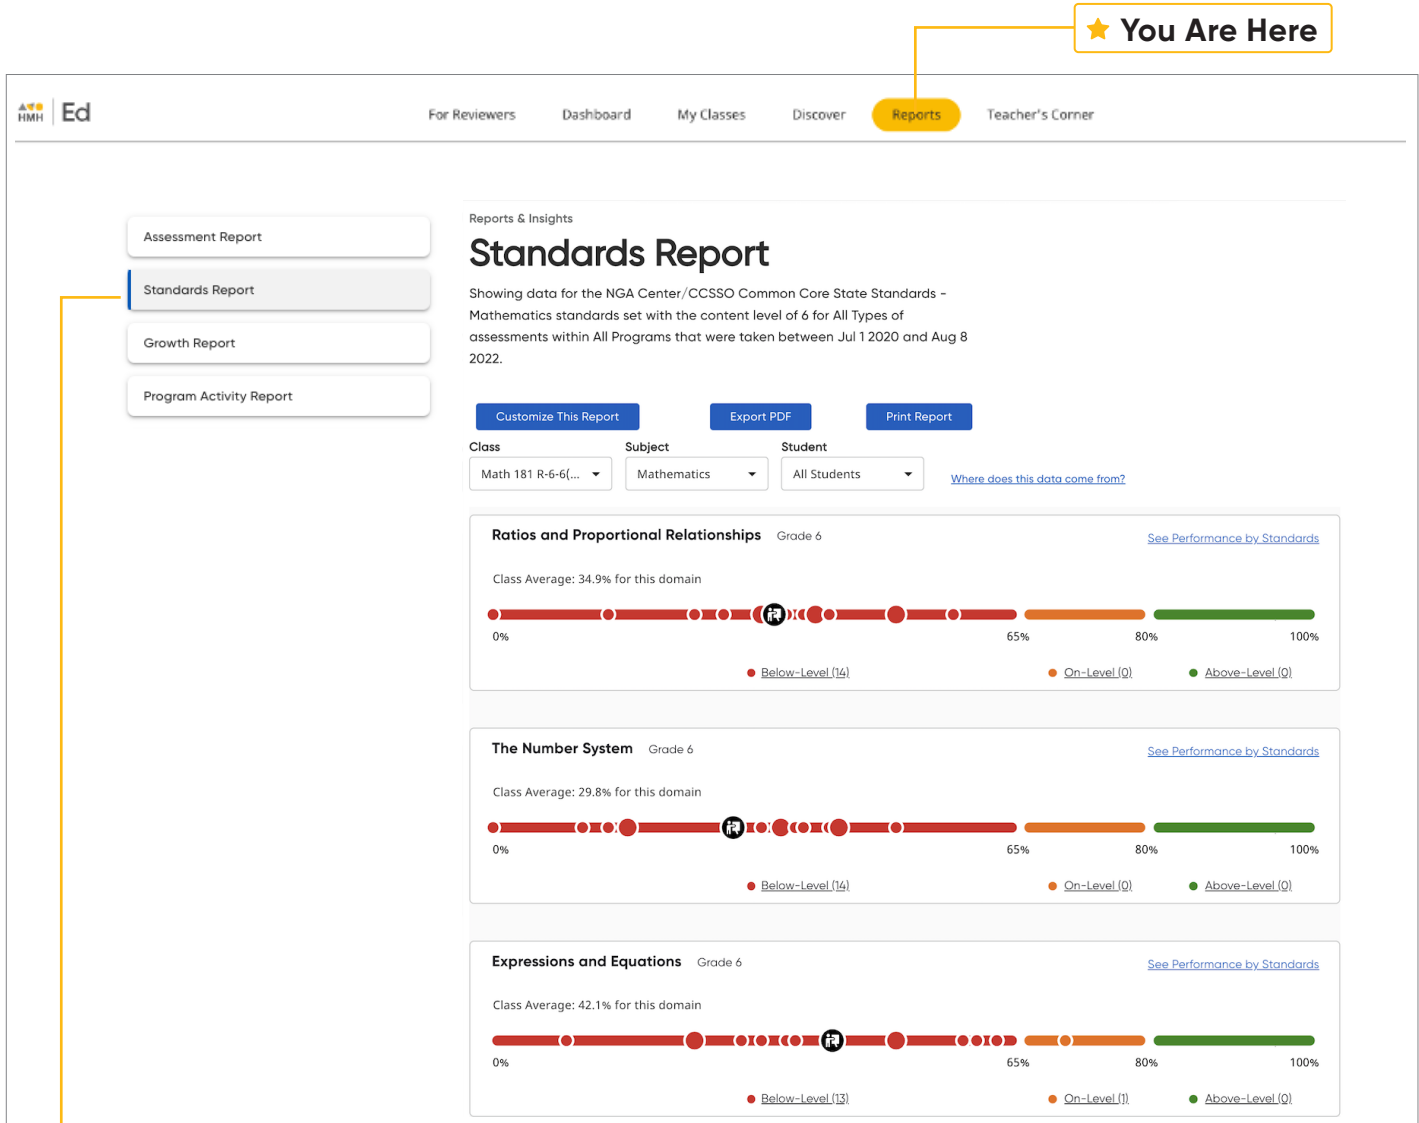 You Are Here
HMH Ed
For Reviewers Dashboard My Classes Discover Reports Teacher's Corner
Assessment Report
Standards Report
Growth Report
Program Activity Report
Reports & Insights
Standards Report
Showing data for the NGA Center/CCSSO Common Core State Standards -
Mathematics standards set with the content level of 6 for All Types of
assessments within All Programs that were taken between Jul 1 2020 and Aug 8
2022.
Customize This Report Export PDF Print Report
Class Subject Student
Math 181 R-6-6(... Mathematics All Students Where does this data come from?
Ratios and Proportional Relationships Grade 6 See Performance by Standards
Class Average: 34.9% for this domain
0% 65% 80% 100%
Below-Level (14) On-Level (0) Above-Level (0)
The Number System Grade 6 See Performance by Standards
Class Average: 29.8% for this domain
0% 65% 80% 100%
Below-Level (14) On-Level (0) Above-Level (0)
Expressions and Equations Grade 6 See Performance by Standards
Class Average: 42.1% for this domain
0% 65% 80% 100%
Below-Level (13) On-Level (1) Above-Level (0)